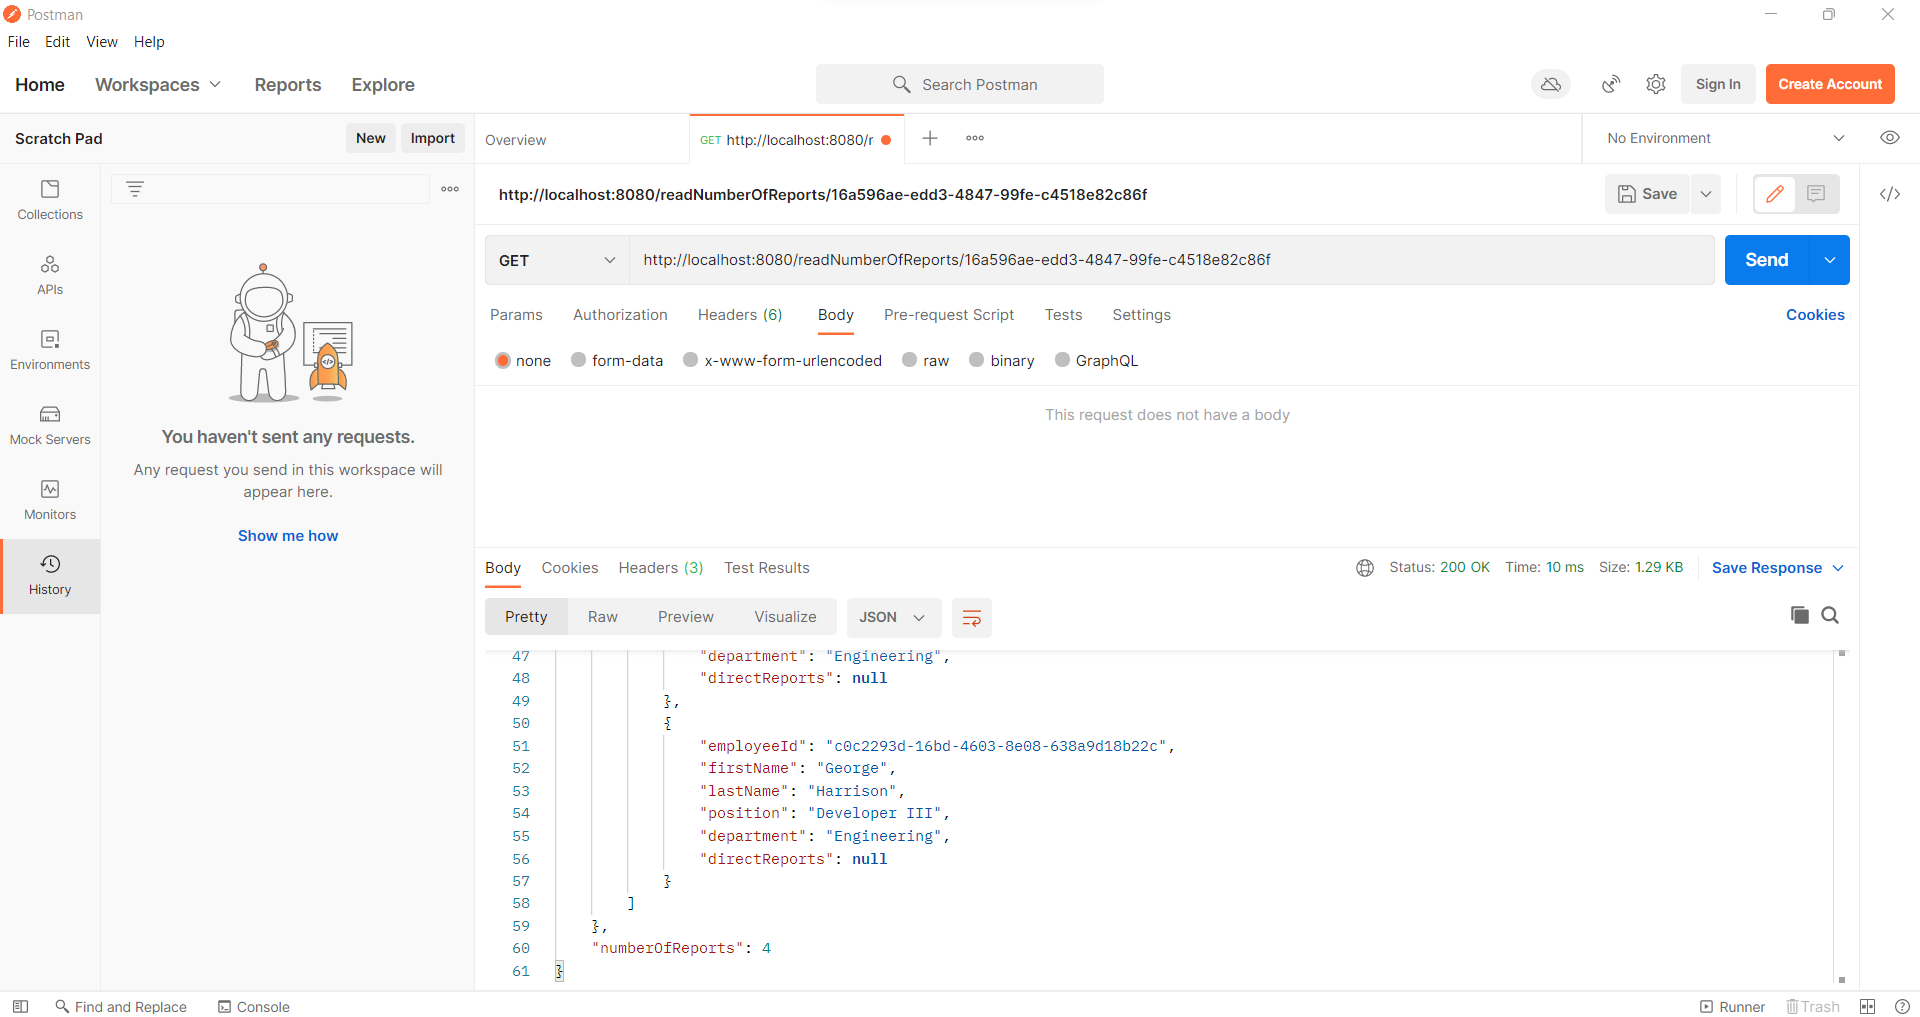 Postman
File Edit View Help
Home Workspaces Reports Explore Search Postman Sign In Create Account
Scratch Pad New Import Overview GET http://localhost:8080/r No Environment
Collections
APIs
Environments
Mock Servers
Monitors
History
You haven't sent any requests.
Any request you send in this workspace will
appear here.
Show me how
http://localhost:8080/readNumberOfReports/16a596ae-edd3-4847-99fe-c4518e82c86f Save
GET http://localhost:8080/readNumberOfReports/16a596ae-edd3-4847-99fe-c4518e82c86f Send
Params Authorization Headers (6) Body Pre-request Script Tests Settings Cookies
none form-data x-www-form-urlencoded raw binary GraphQL
This request does not have a body
Body Cookies Headers (3) Test Results Status: 200 OK Time: 10 ms Size: 1.29 KB Save Response
Pretty Raw Preview Visualize JSON
47 "department": "Engineering",
48 "directReports": null
49 },
50 {
51 "employeeId": "c0c2293d-16bd-4603-8e08-638a9d18b22c",
52 "firstName": "George",
53 "lastName": "Harrison",
54 "position": "Developer III",
55 "department": "Engineering",
56 "directReports": null
57 }
58 ]
59 },
60 "numberOfReports": 4
61 }
Find and Replace Console Runner Trash